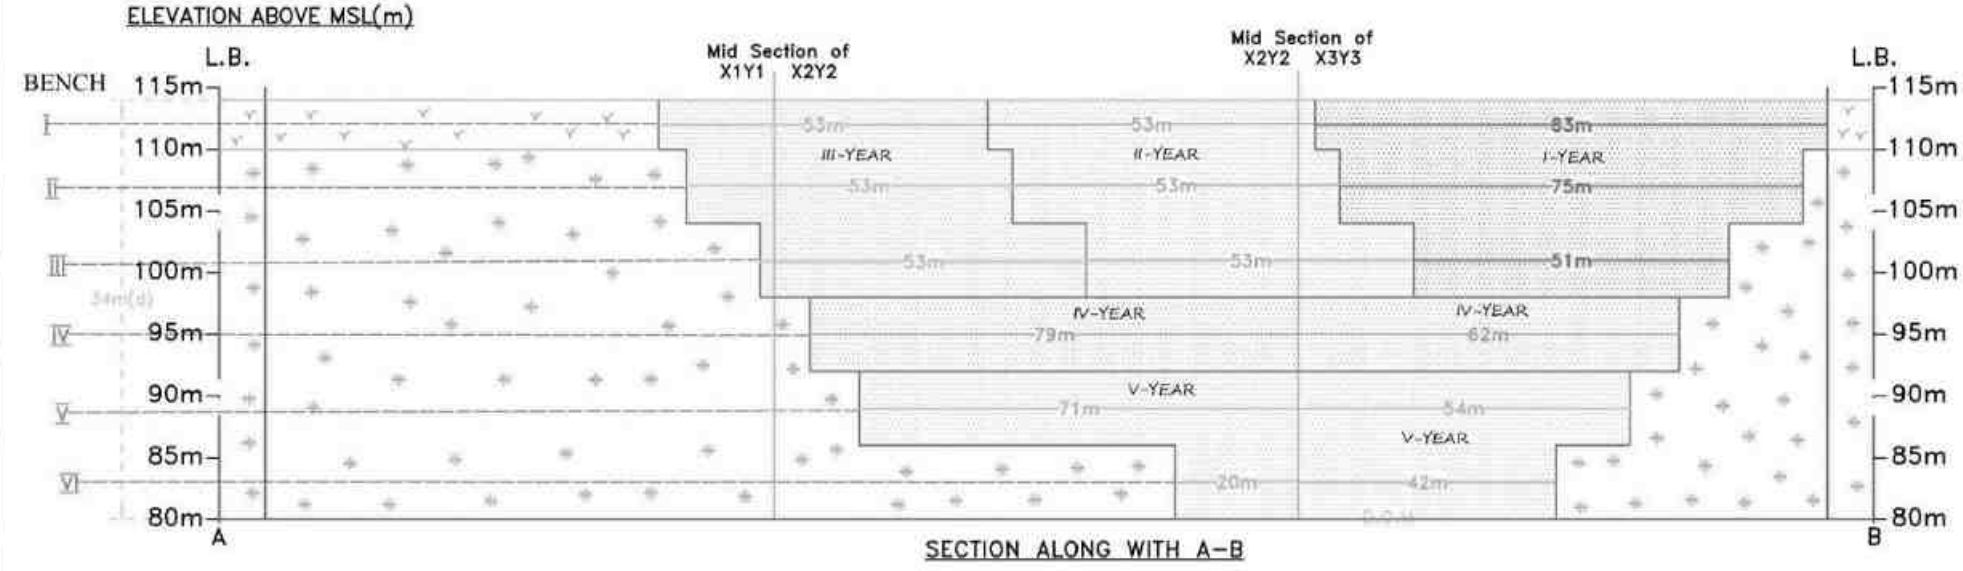 ELEVATION ABOVE MSL(m)
L.B.
Mid Section of
X1Y1 X2Y2
Mid Section of
X2Y2 X3Y3
L.B.
BENCH
115m
115m
I
53m
53m
83m
110m
III-YEAR
II-YEAR
I-YEAR
110m
II
53m
53m
75m
105m
105m
III
53m
53m
51m
100m
100m
34m(d)
IV-YEAR
IV-YEAR
IV
95m
79m
62m
95m
90m
V-YEAR
90m
V
71m
54m
V-YEAR
85m
85m
VI
20m
42m
80m
80m
A
B
SECTION ALONG WITH A-B